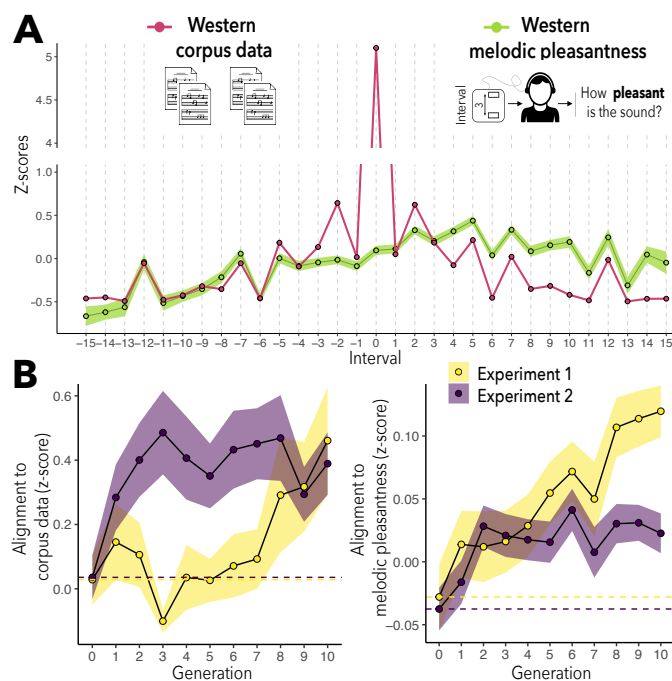 A
Western
corpus data
Western
melodic pleasantness
Interval
3
How pleasant
is the sound?
Z-scores
5
4.5
4
1.0
0.5
0.0
−0.5
−15 −14 −13 −12 −11 −10 −9 −8 −7 −6 −5 −4 −3 −2 −1 0 1 2 3 4 5 6 7 8 9 10 11 12 13 14 15
Interval
B
Experiment 1
Experiment 2
Alignment to
corpus data (z-score)
0.6
0.4
0.2
0.0
0 1 2 3 4 5 6 7 8 9 10
Generation
Alignment to
melodic pleasantness (z-score)
0.10
0.05
0.00
−0.05
0 1 2 3 4 5 6 7 8 9 10
Generation